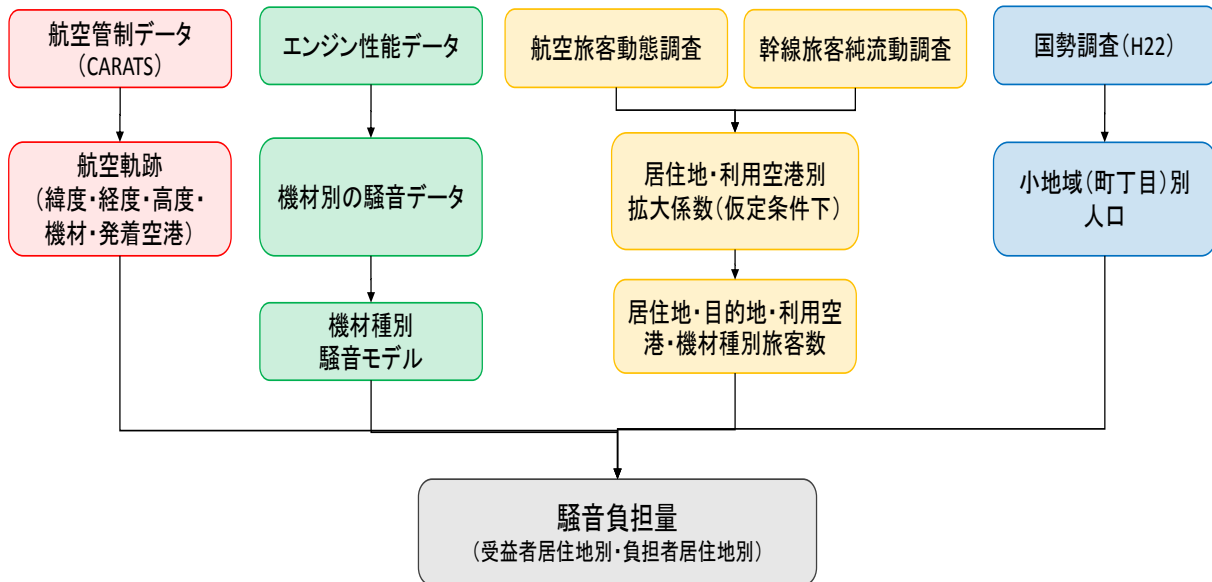 航空管制データ
（CARATS）
エンジン性能データ
航空旅客動態調査
幹線旅客純流動調査
国勢調査（H22）
航空軌跡
（緯度・経度・高度・
機材・発着空港）
機材別の騒音データ
居住地・利用空港別
拡大係数（仮定条件下）
小地域（町丁目）別
人口
機材種別
騒音モデル
居住地・目的地・利用空
港・機材種別旅客数
騒音負担量
（受益者居住地別・負担者居住地別）